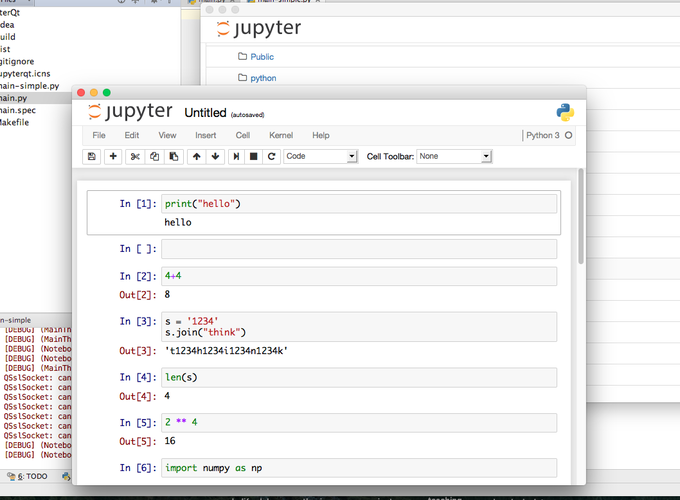 main.py
main-simple.py
terQt
dea
uild
ist
gitignore
upyterqt.icns
ain-simple.py
main.py
ain.spec
Makefile
jupyter
Public
python
jupyter Untitled (autosaved)
File Edit View Insert Cell Kernel Help Python 3
Code Cell Toolbar: None
In [1]: print("hello")
hello
In [ ]:
In [2]: 4+4
Out[2]: 8
In [3]: s = '1234'
s.join("think")
Out[3]: 't1234h1234i1234n1234k'
In [4]: len(s)
Out[4]: 4
In [5]: 2 ** 4
Out[5]: 16
In [6]: import numpy as np
n-simple
[DEBUG] (MainTh
[DEBUG] (MainTh
[DEBUG] (Notebo
[DEBUG] (Notebo
[DEBUG] (MainTh
QSslSocket: can
QSslSocket: can
QSslSocket: can
QSslSocket: can
QSslSocket: can
QSslSocket: can
[DEBUG] (Notebo
[DEBUG] (Notebo
6: TODO